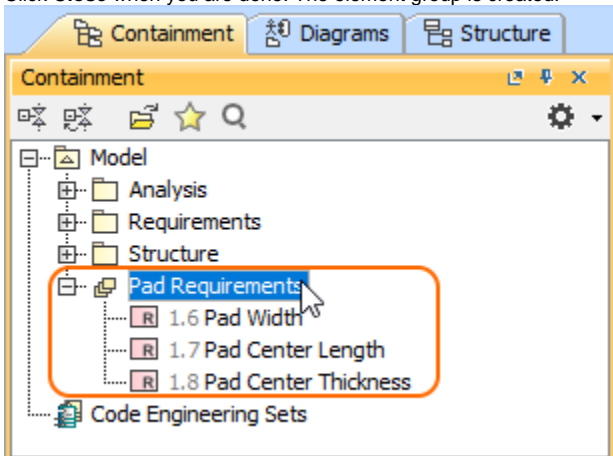 Click Close when you are done. The element group is created.
Containment Diagrams Structure
Containment
Model
Analysis
Requirements
Structure
Pad Requirements
R 1.6 Pad Width
R 1.7 Pad Center Length
R 1.8 Pad Center Thickness
Code Engineering Sets